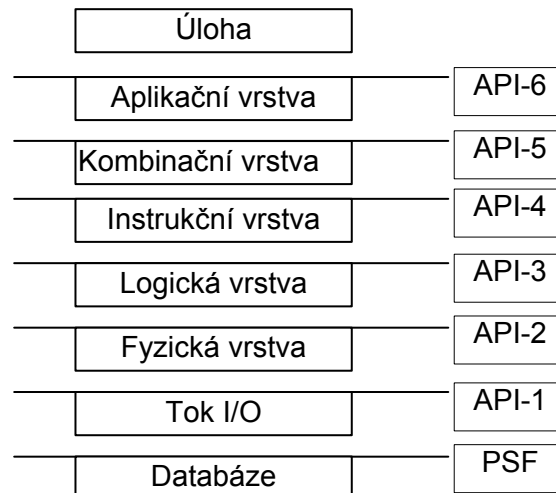 Úloha
Aplikační vrstva
API-6
Kombinační vrstva
API-5
Instrukční vrstva
API-4
Logická vrstva
API-3
Fyzická vrstva
API-2
Tok I/O
API-1
Databáze
PSF